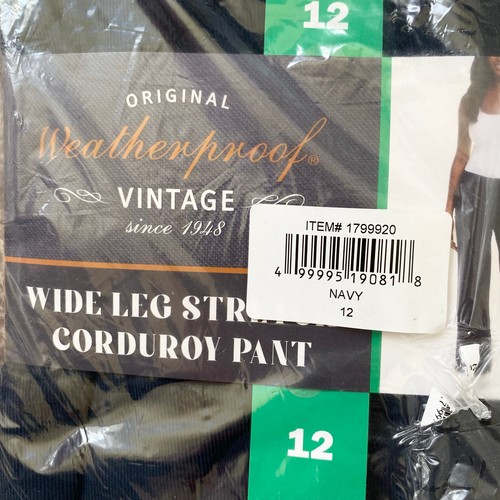 12
ORIGINAL
Weatherproof®
VINTAGE
since 1948
ITEM# 1799920
4 99995 19081 8
NAVY
12
WIDE LEG
CORDUROY PANT
12